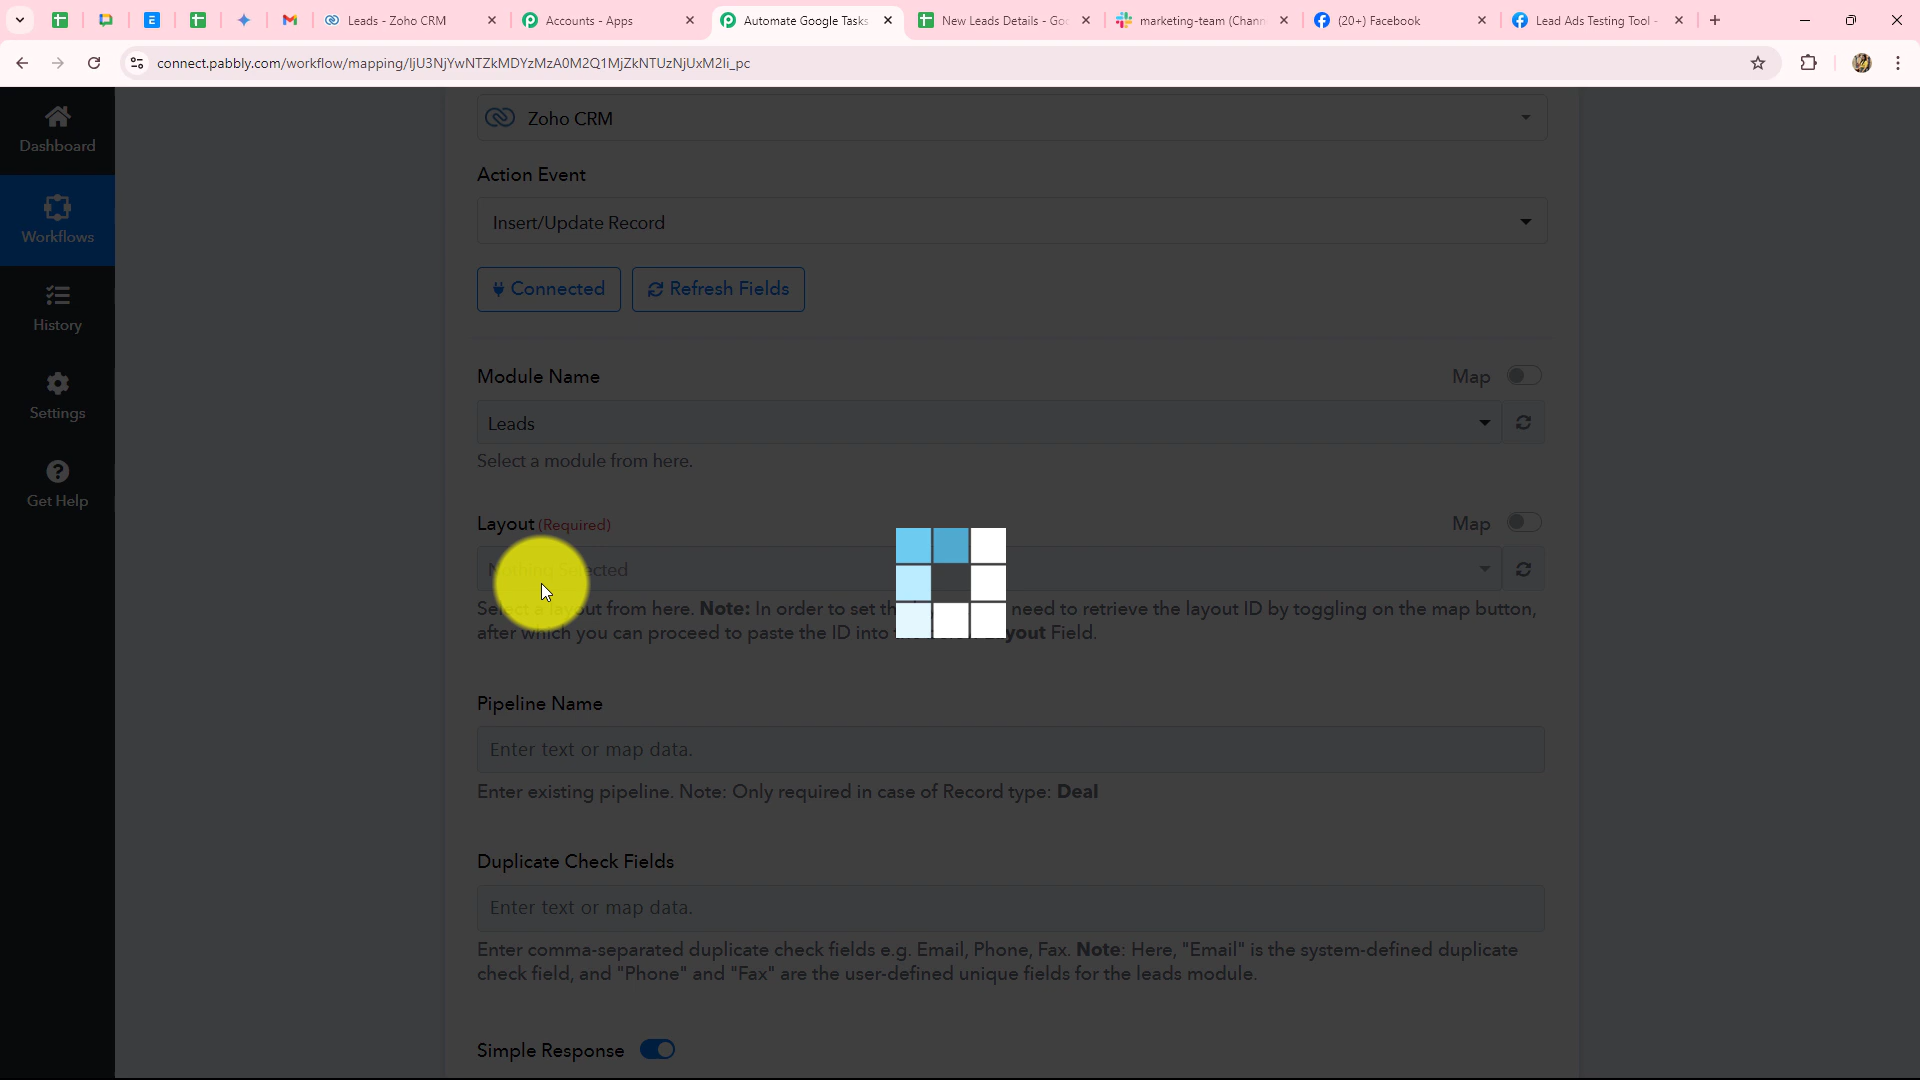 Leads - Zoho CRM
Accounts - Apps
Automate Google Tasks
New Leads Details - Goo
marketing-team (Chann
(20+) Facebook
Lead Ads Testing Tool -
connect.pabbly.com/workflow/mapping/IjU3NjYwNTZkMDYzMzA0M2Q1MjZkNTUzNjUxM2Ii_pc
Dashboard
Workflows
History
Settings
Get Help
Zoho CRM
Action Event
Insert/Update Record
Connected
Refresh Fields
Module Name
Map
Leads
Select a module from here.
Layout (Required)
Map
Nothing Selected
Select a layout from here. Note: In order to set th need to retrieve the layout ID by toggling on the map button,
after which you can proceed to paste the ID into yout Field.
Pipeline Name
Enter text or map data.
Enter existing pipeline. Note: Only required in case of Record type: Deal
Duplicate Check Fields
Enter text or map data.
Enter comma-separated duplicate check fields e.g. Email, Phone, Fax. Note: Here, "Email" is the system-defined duplicate
check field, and "Phone" and "Fax" are the user-defined unique fields for the leads module.
Simple Response